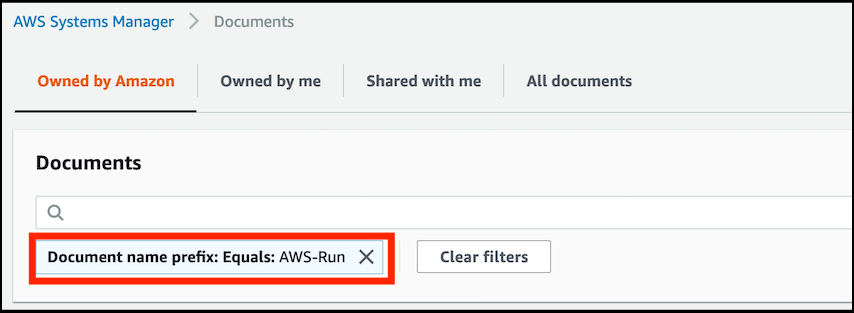 AWS Systems Manager > Documents
Owned by Amazon Owned by me Shared with me All documents
Documents
Document name prefix: Equals: AWS-Run Clear filters